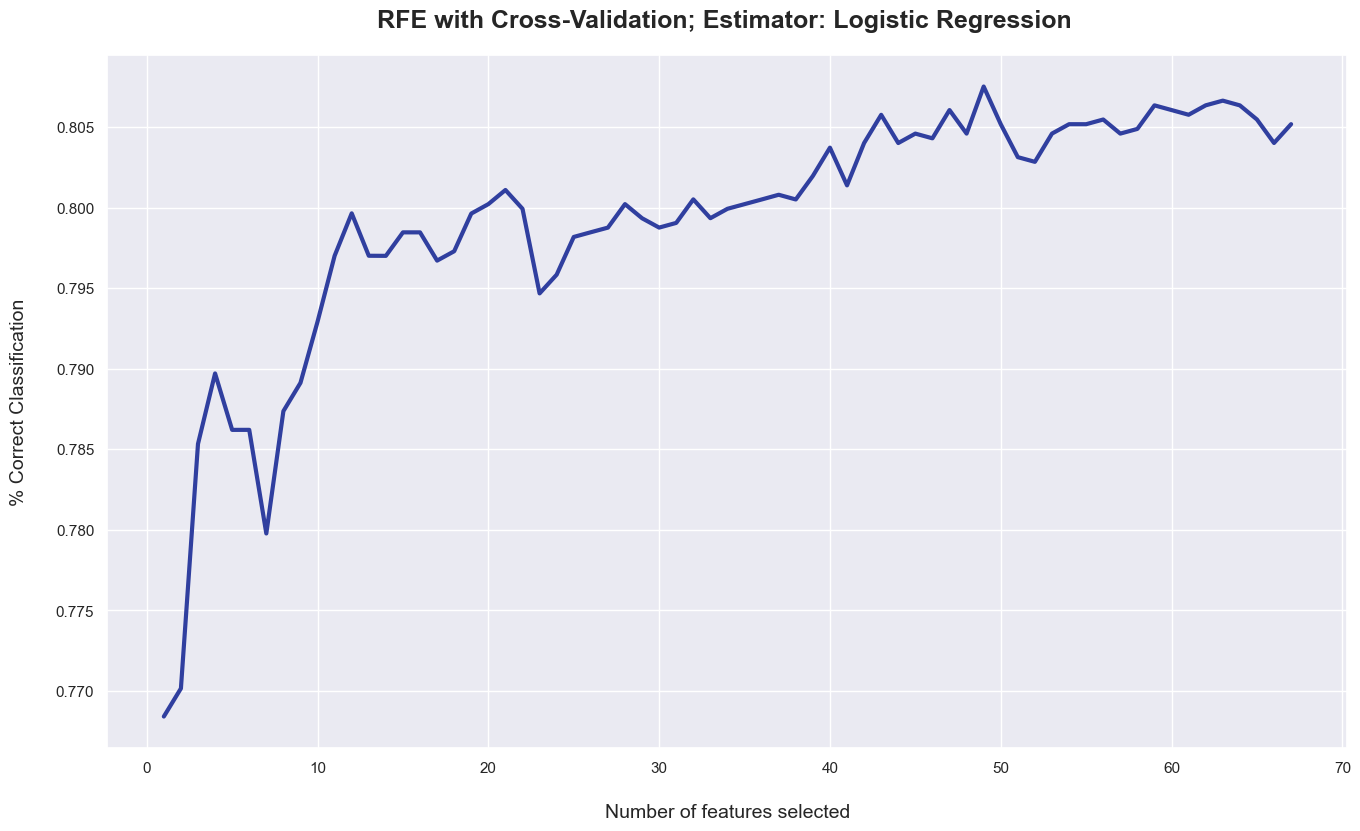 RFE with Cross-Validation; Estimator: Logistic Regression
0.805
0.800
0.795
0.790
0.785
0.780
0.775
0.770
% Correct Classification
0 10 20 30 40 50 60 70
Number of features selected